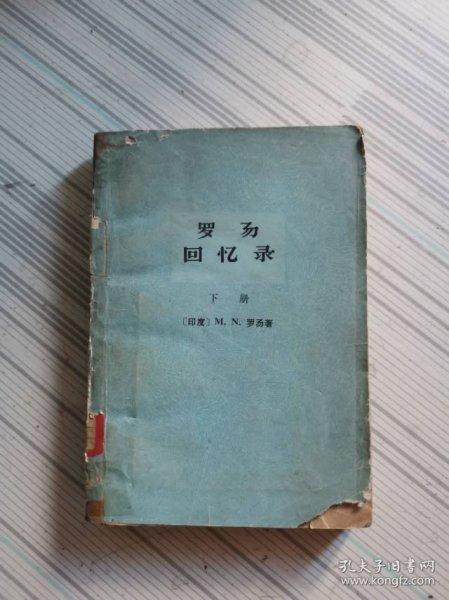 罗易
回忆录
下册
〔印度〕M. N. 罗易著
孔夫子旧书网
www.kongfz.com